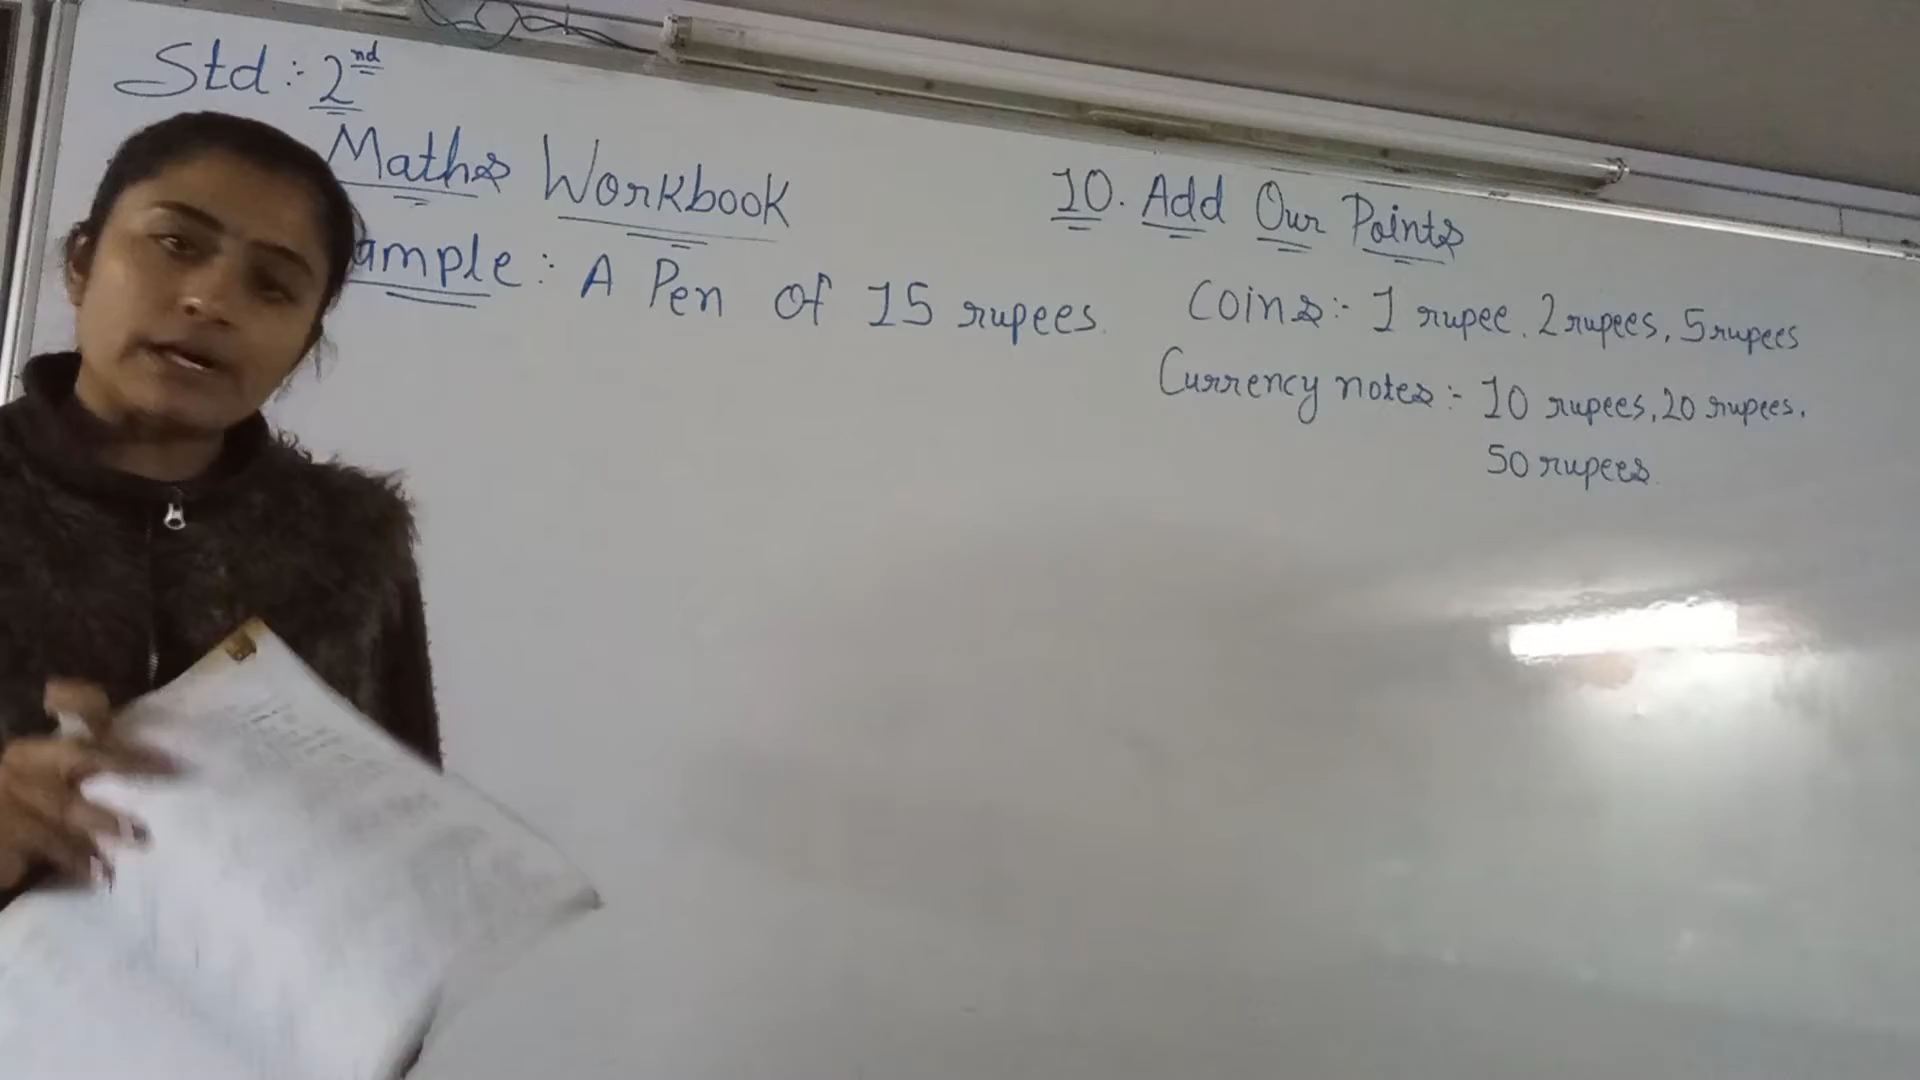 Std :- 2nd
Maths Workbook
10. Add Our Points
ample :- A Pen of 15 rupees.
Coins :- 1 rupee, 2 rupees, 5 rupees
Currency notes :- 10 rupees, 20 rupees,
50 rupees.